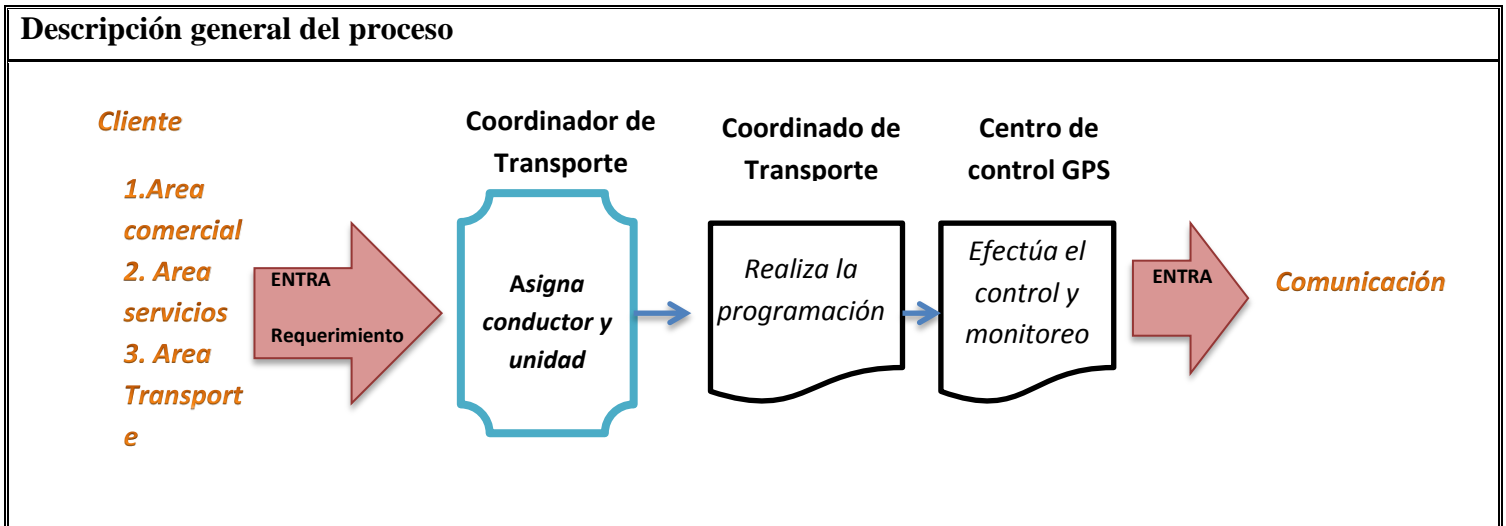 Descripción general del proceso
Cliente
1.Area
comercial
2. Area
servicios
3. Area
Transport
e
ENTRA
Requerimiento
Coordinador de
Transporte
Asigna
conductor y
unidad
Coordinado de
Transporte
Realiza la
programación
Centro de
control GPS
Efectúa el
control y
monitoreo
ENTRA
Comunicación